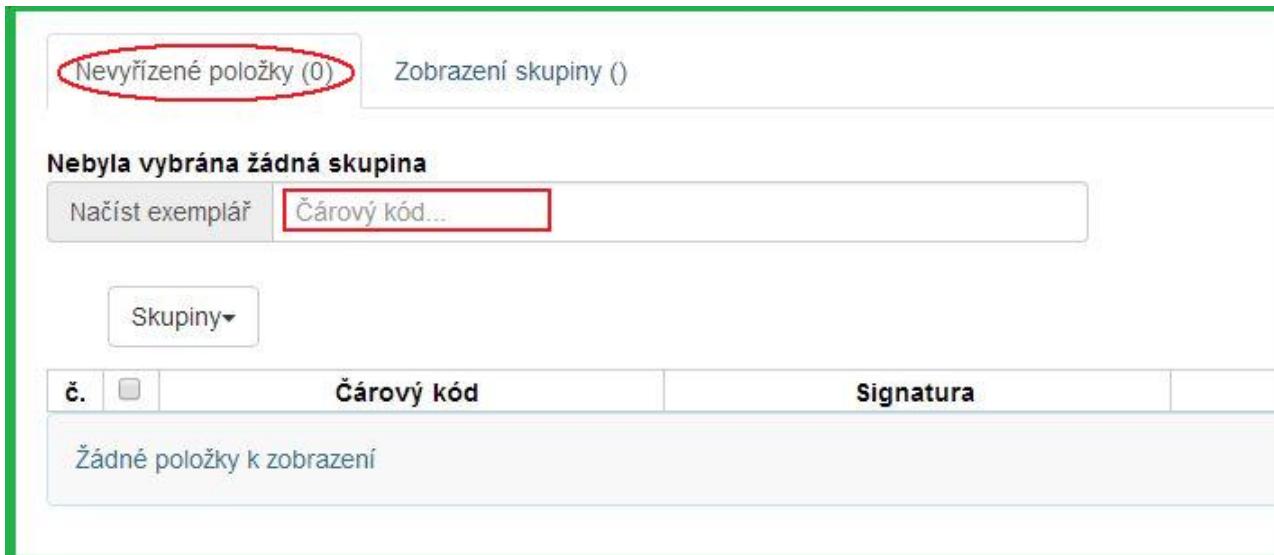 Nevyřízené položky (0) Zobrazení skupiny ()
Nebyla vybrána žádná skupina
Načíst exemplář Čárový kód...
Skupiny
č. Čárový kód Signatura
Žádné položky k zobrazení